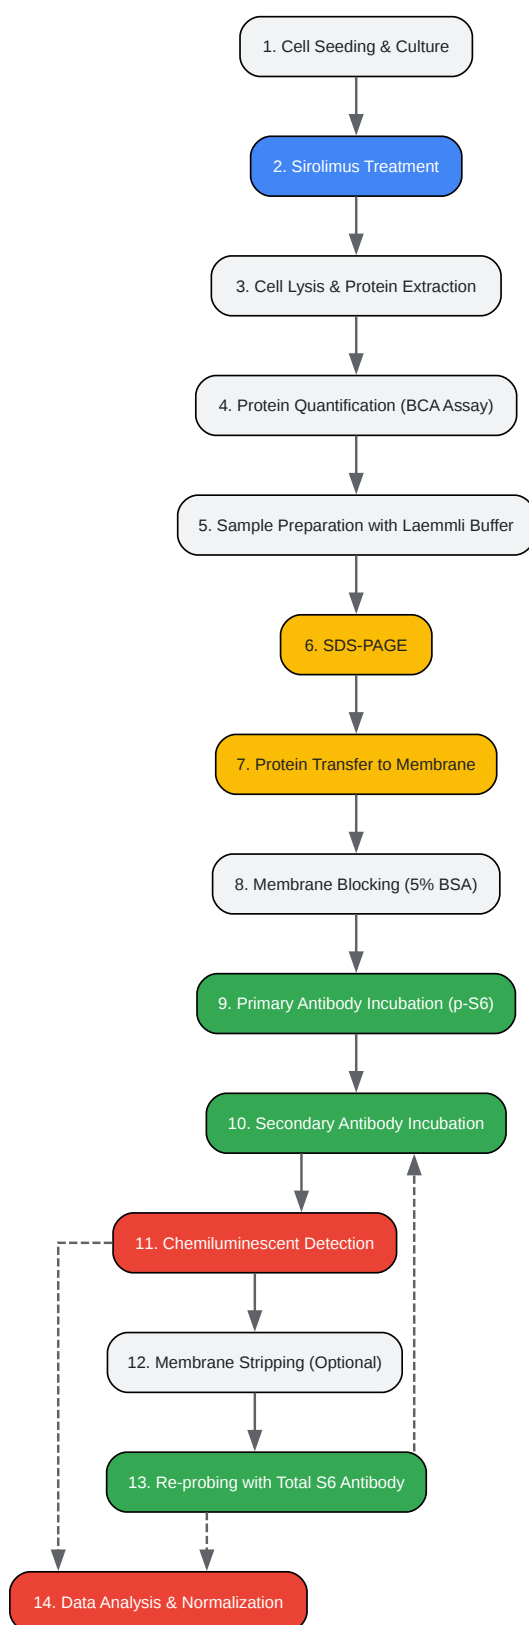 1. Cell Seeding & Culture
2. Sirolimus Treatment
3. Cell Lysis & Protein Extraction
4. Protein Quantification (BCA Assay)
5. Sample Preparation with Laemmli Buffer
6. SDS-PAGE
7. Protein Transfer to Membrane
8. Membrane Blocking (5% BSA)
9. Primary Antibody Incubation (p-S6)
10. Secondary Antibody Incubation
11. Chemiluminescent Detection
12. Membrane Stripping (Optional)
13. Re-probing with Total S6 Antibody
14. Data Analysis & Normalization